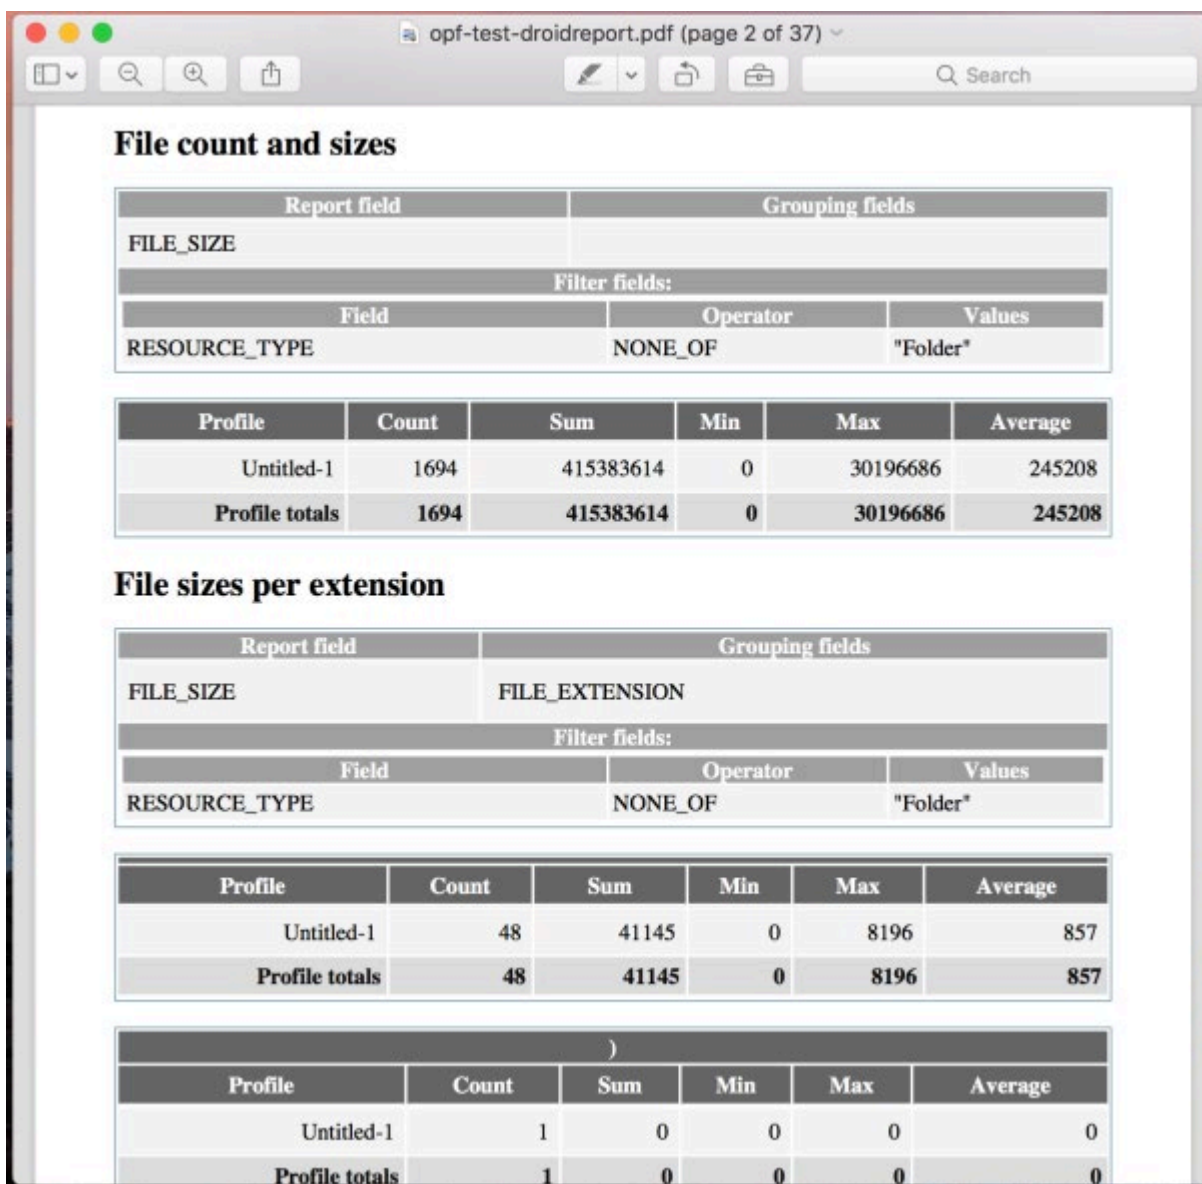 opf-test-droidreport.pdf (page 2 of 37)
Search
File count and sizes
Report field Grouping fields
FILE_SIZE
Filter fields:
Field Operator Values
RESOURCE_TYPE NONE_OF "Folder"
Profile Count Sum Min Max Average
Untitled-1 1694 415383614 0 30196686 245208
Profile totals 1694 415383614 0 30196686 245208
File sizes per extension
Report field Grouping fields
FILE_SIZE FILE_EXTENSION
Filter fields:
Field Operator Values
RESOURCE_TYPE NONE_OF "Folder"
Profile Count Sum Min Max Average
Untitled-1 48 41145 0 8196 857
Profile totals 48 41145 0 8196 857
)
Profile Count Sum Min Max Average
Untitled-1 1 0 0 0 0
Profile totals 1 0 0 0 0